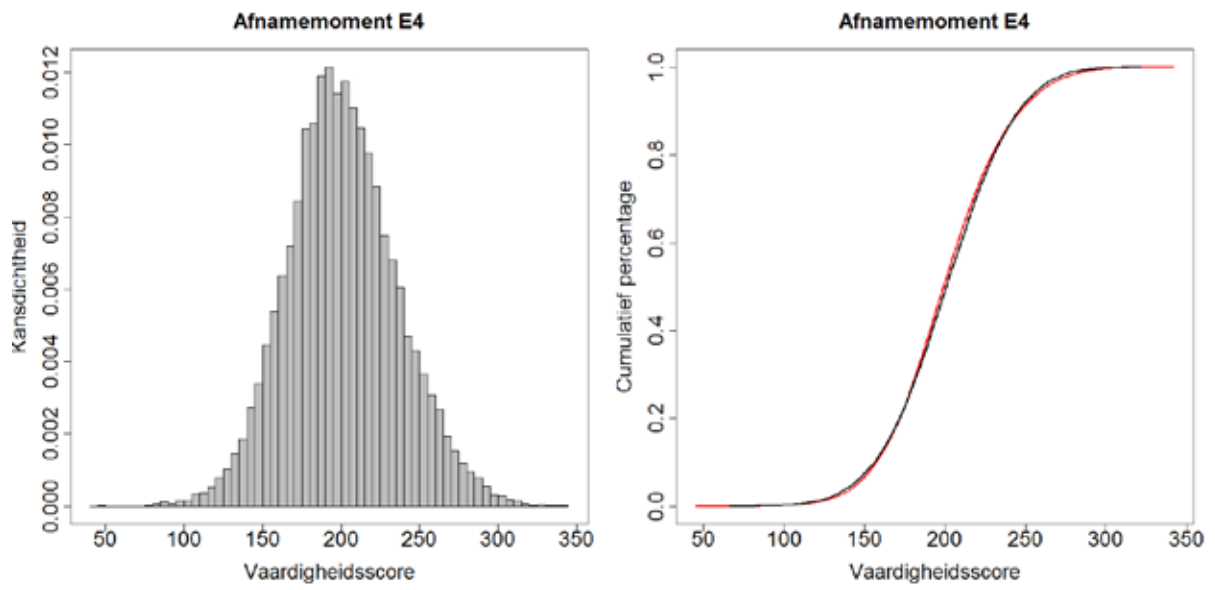 Afnamemoment E4
Kansdichtheid
0.012
0.010
0.008
0.006
0.004
0.002
0.000
50 100 150 200 250 300 350
Vaardigheidsscore
Afnamemoment E4
Cumulatief percentage
1.0
0.8
0.6
0.4
0.2
0.0
50 100 150 200 250 300 350
Vaardigheidsscore